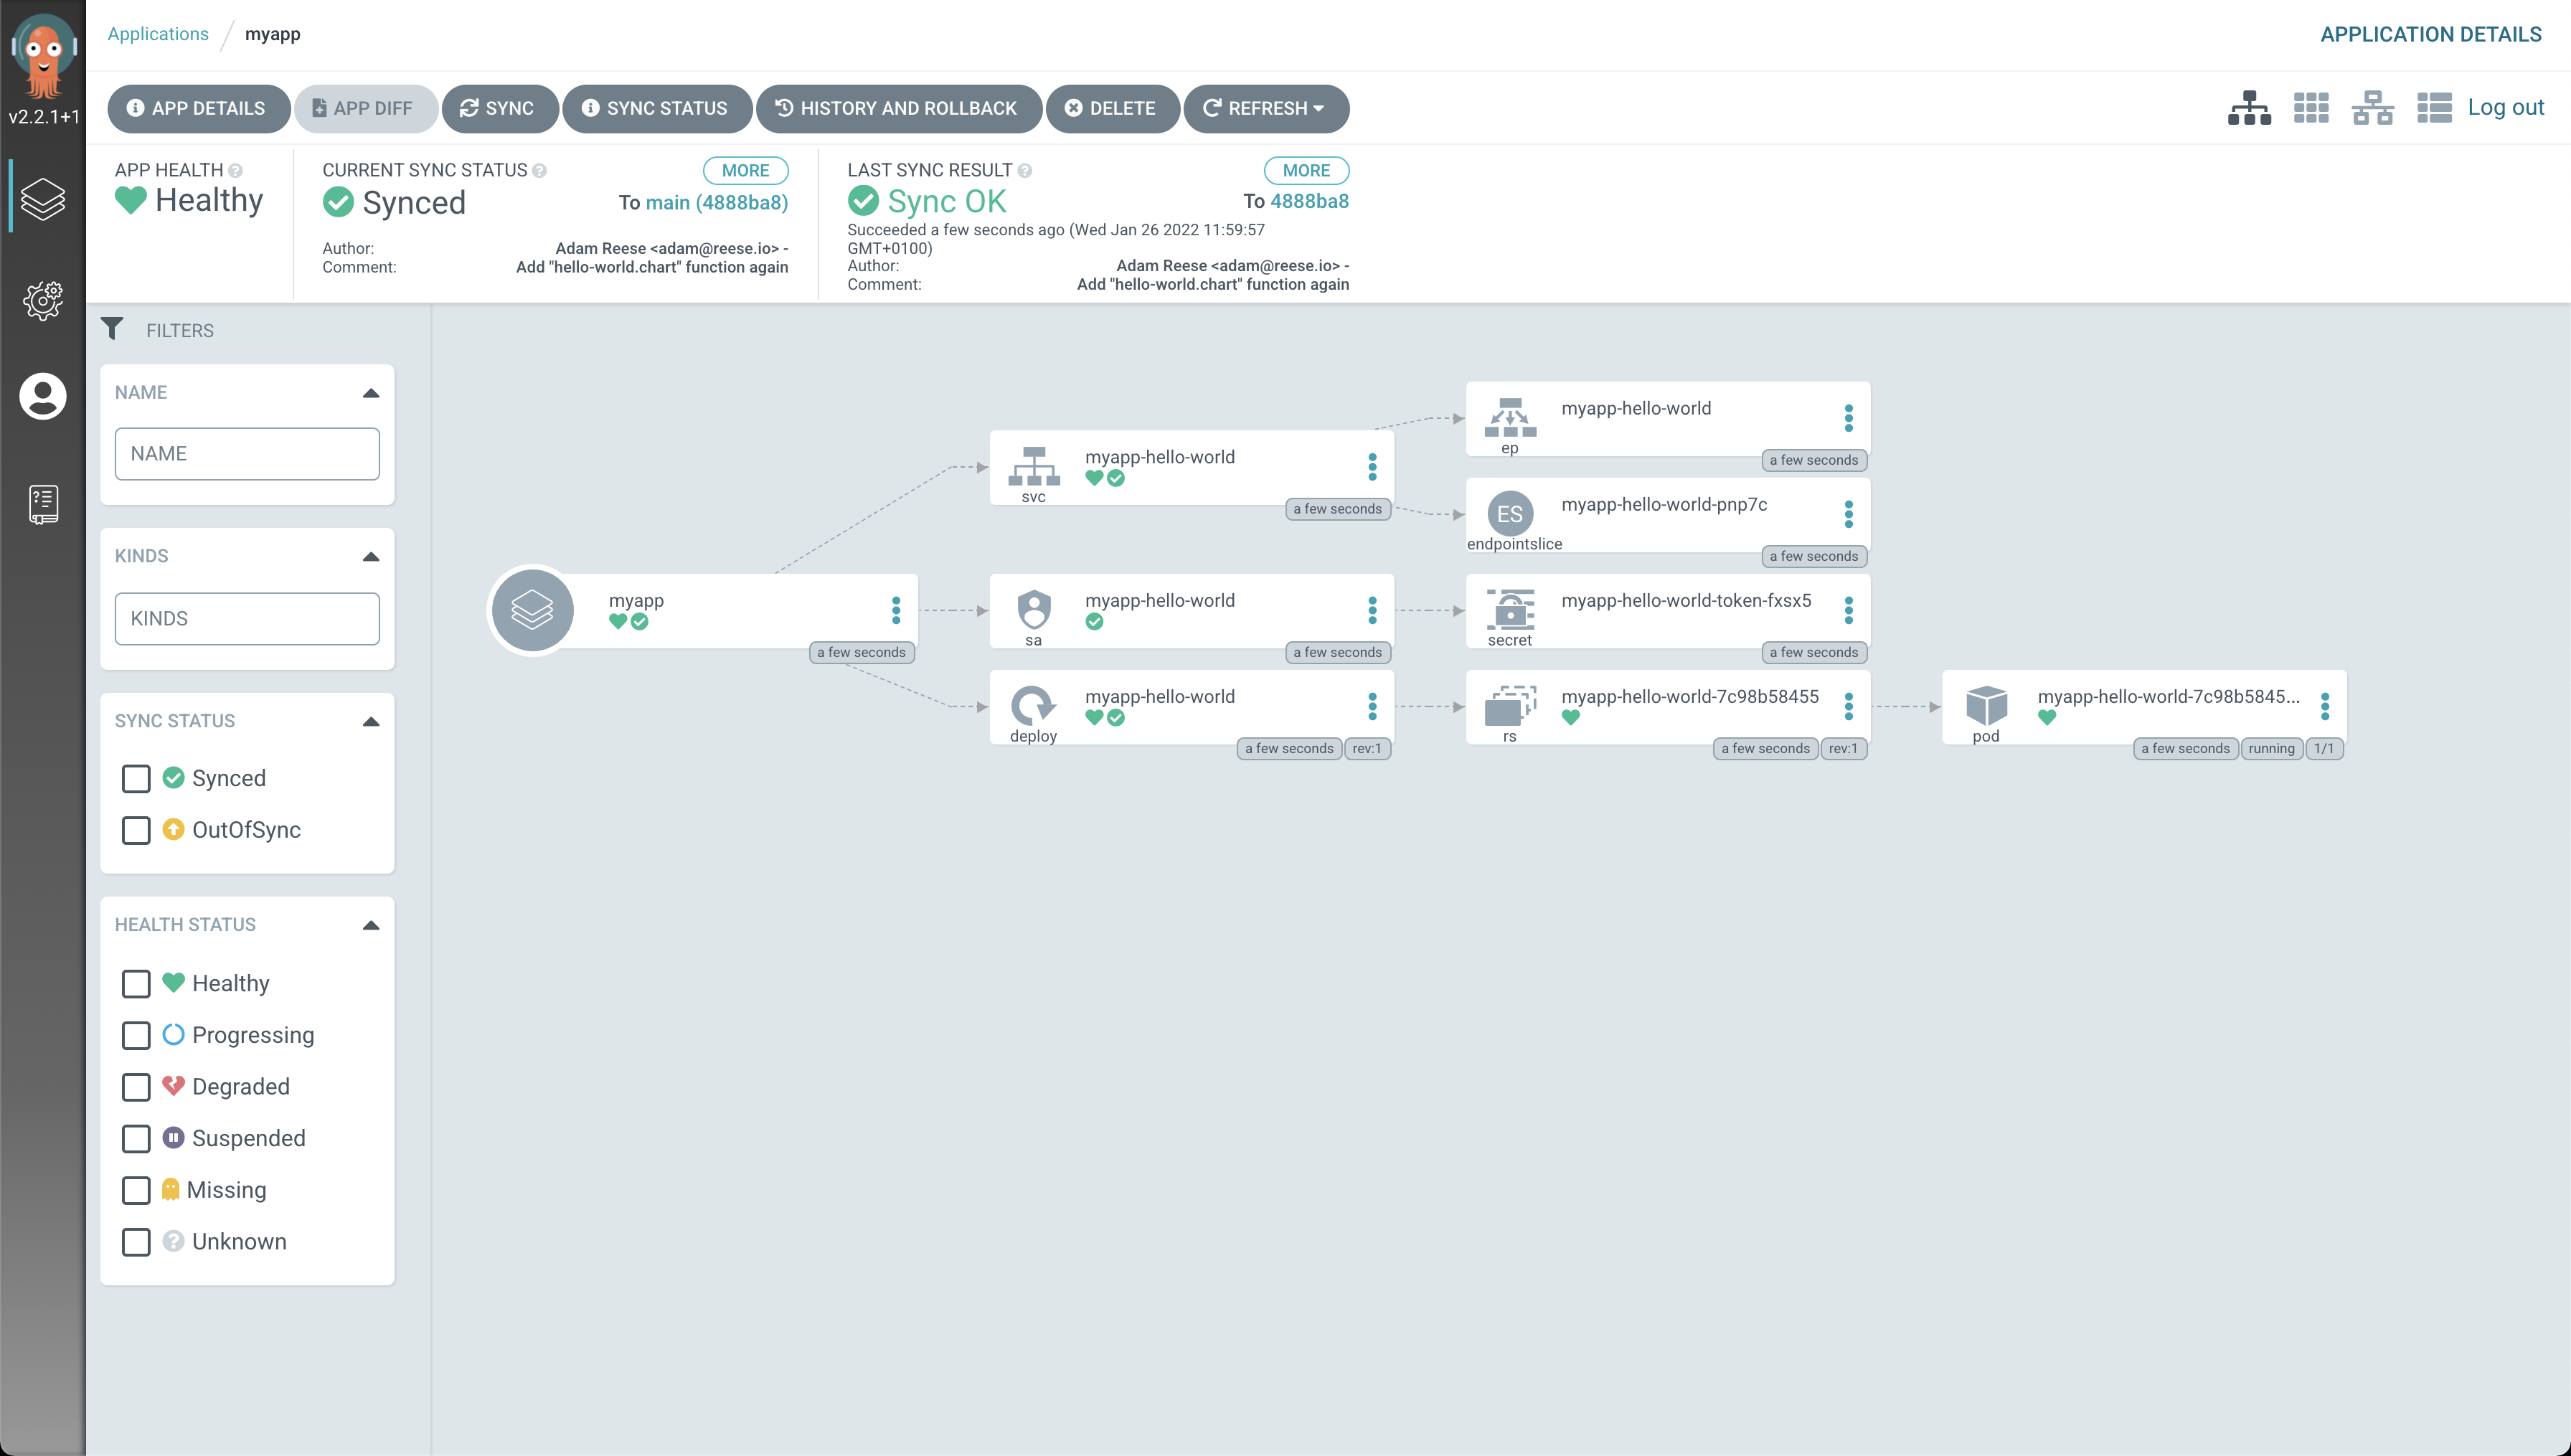 v2.2.1+1
Applications / myapp
APPLICATION DETAILS
APP DETAILS
APP DIFF
SYNC
SYNC STATUS
HISTORY AND ROLLBACK
DELETE
REFRESH
Log out
APP HEALTH ?
Healthy
CURRENT SYNC STATUS ?
MORE
Synced
To main (4888ba8)
Author: Adam Reese <adam@reese.io> -
Comment: Add "hello-world.chart" function again
LAST SYNC RESULT ?
MORE
Sync OK
To 4888ba8
Succeeded a few seconds ago (Wed Jan 26 2022 11:59:57
GMT+0100)
Author: Adam Reese <adam@reese.io> -
Comment: Add "hello-world.chart" function again
FILTERS
NAME
NAME
KINDS
KINDS
SYNC STATUS
Synced
OutOfSync
HEALTH STATUS
Healthy
Progressing
Degraded
Suspended
Missing
? Unknown
myapp
a few seconds
svc
myapp-hello-world
a few seconds
sa
myapp-hello-world
a few seconds
deploy
myapp-hello-world
a few seconds rev:1
ep
myapp-hello-world
a few seconds
ES
endpointslice
myapp-hello-world-pnp7c
a few seconds
secret
myapp-hello-world-token-fxsx5
a few seconds
rs
myapp-hello-world-7c98b58455
a few seconds rev:1
pod
myapp-hello-world-7c98b5845...
a few seconds running 1/1